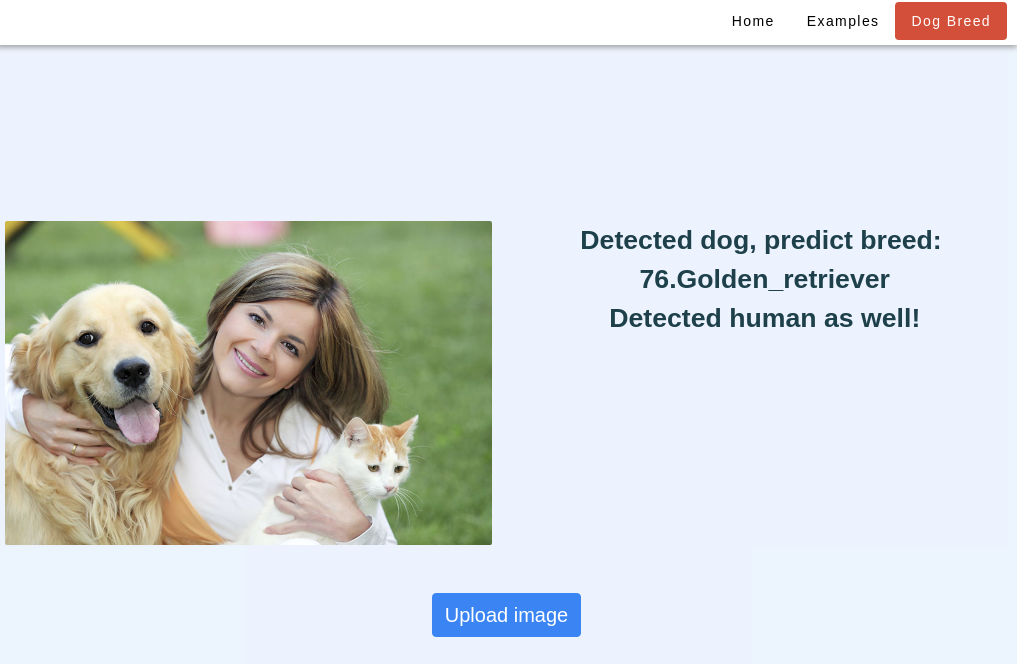 Home Examples Dog Breed
Detected dog, predict breed:
76.Golden_retriever
Detected human as well!
Upload image